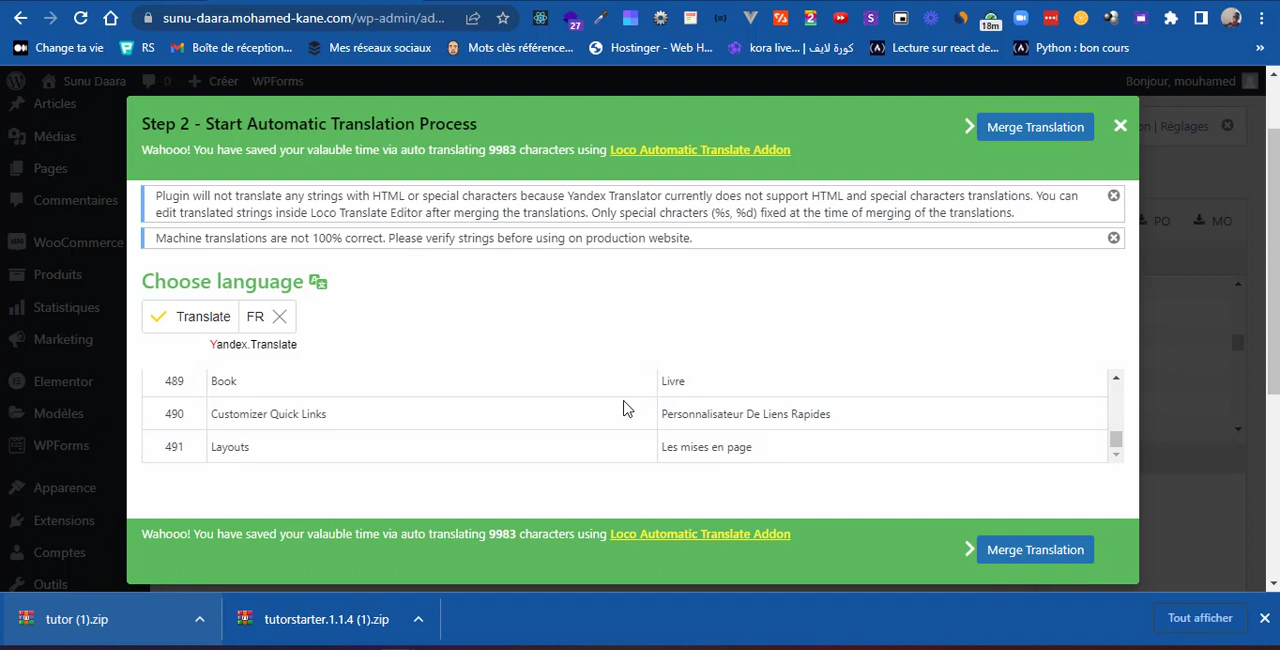 sunu-daara.mohamed-kane.com/wp-admin/ad...
27
2
18m
Change ta vie
RS
Boîte de réception...
Mes réseaux sociaux
Mots clés référence...
Hostinger - Web H...
kora live... | كورة لايف
Lecture sur react de...
Python : bon cours
»
Sunu Daara
0
Créer
WPForms
Bonjour, mouhamed
Articles
Médias
Pages
Commentaires
WooCommerce
Produits
Statistiques
Marketing
Elementor
Modèles
WPForms
Apparence
Extensions
Comptes
Outils
on | Réglages
PO
MO
Step 2 - Start Automatic Translation Process
Merge Translation
Wahooo! You have saved your valauble time via auto translating 9983 characters using Loco Automatic Translate Addon
Plugin will not translate any strings with HTML or special characters because Yandex Translator currently does not support HTML and special characters translations. You can
edit translated strings inside Loco Translate Editor after merging the translations. Only special chracters (%s, %d) fixed at the time of merging of the translations.
Machine translations are not 100% correct. Please verify strings before using on production website.
Choose language
Translate FR
Yandex.Translate
489 Book Livre
490 Customizer Quick Links Personnalisateur De Liens Rapides
491 Layouts Les mises en page
Wahooo! You have saved your valauble time via auto translating 9983 characters using Loco Automatic Translate Addon
Merge Translation
tutor (1).zip
tutorstarter.1.1.4 (1).zip
Tout afficher